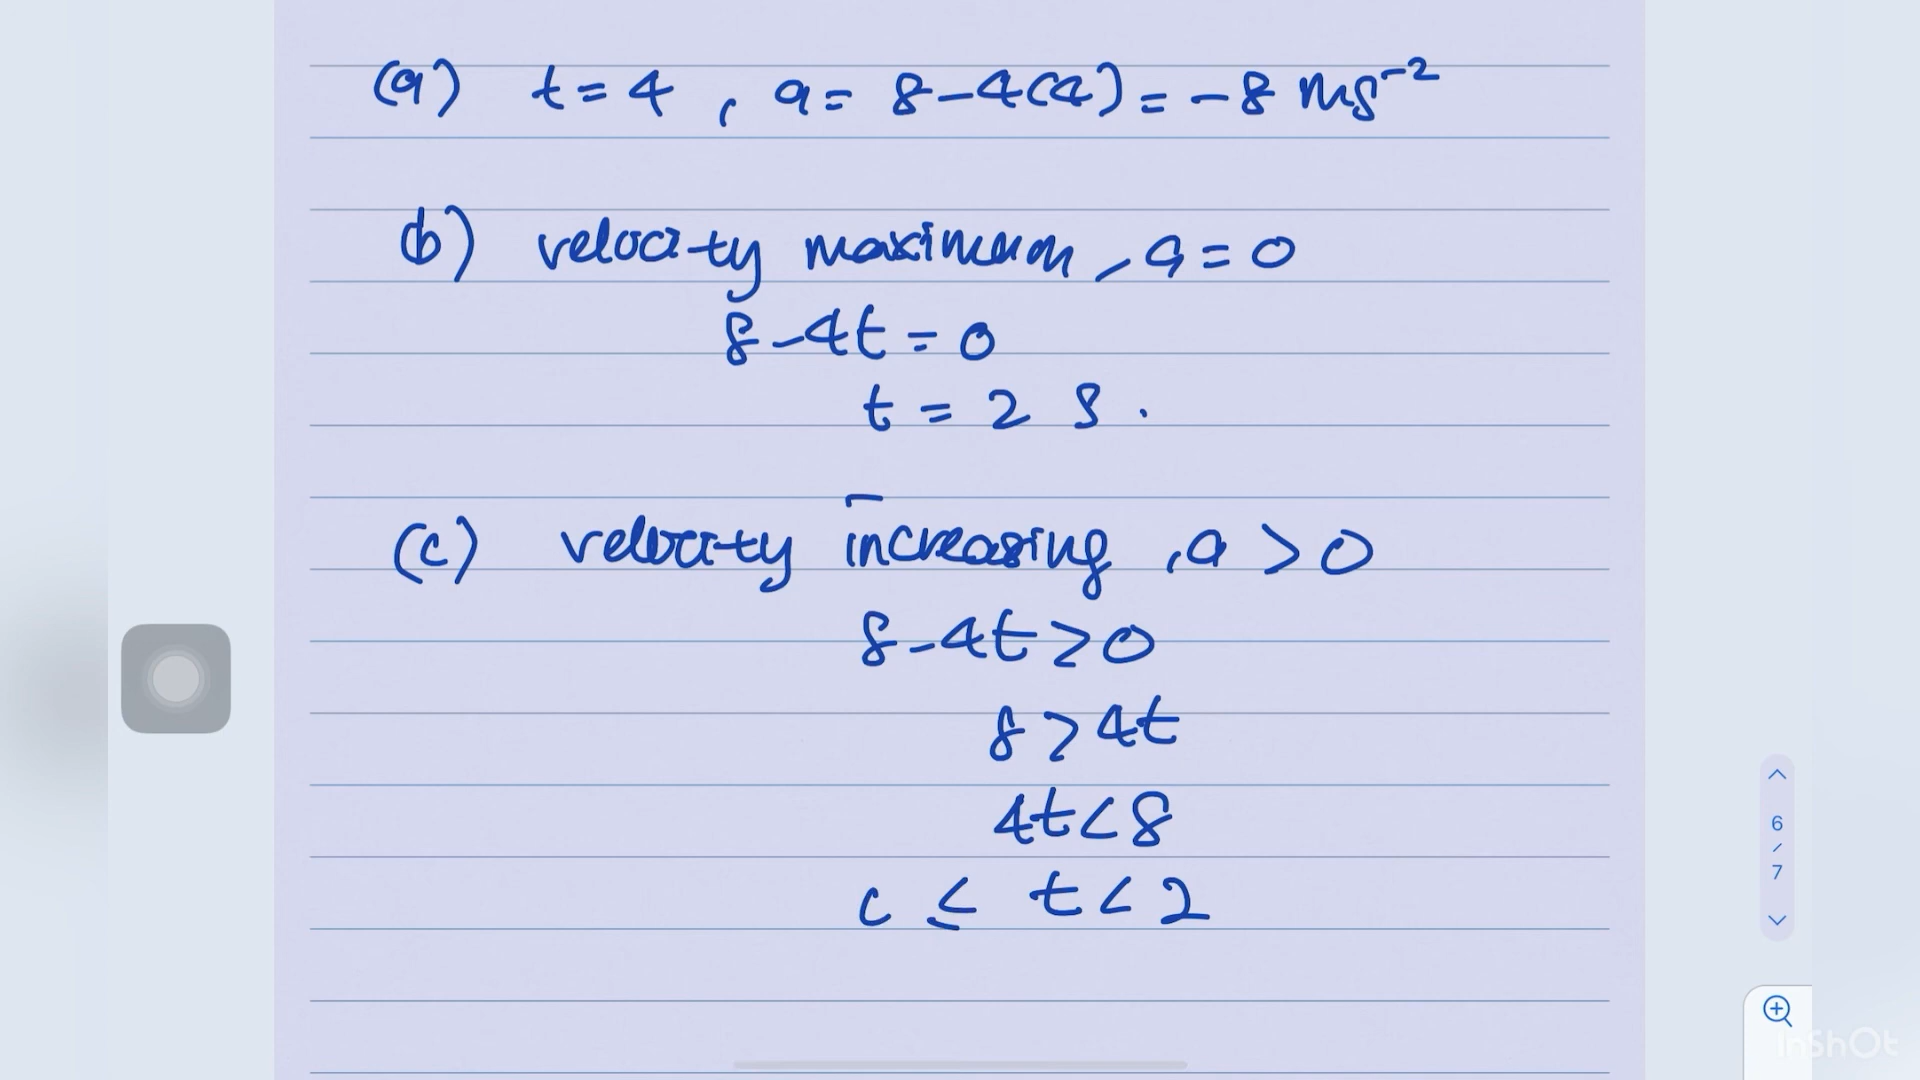 (a) t = 4 , a = 8 - 4(4) = -8 ms⁻²
(b) velocity maximum, a = 0
8 - 4t = 0
t = 2 s.
(c) velocity increasing, a > 0
8 - 4t > 0
8 > 4t
4t < 8
c ≤ t < 2
6
/
7
InShOt